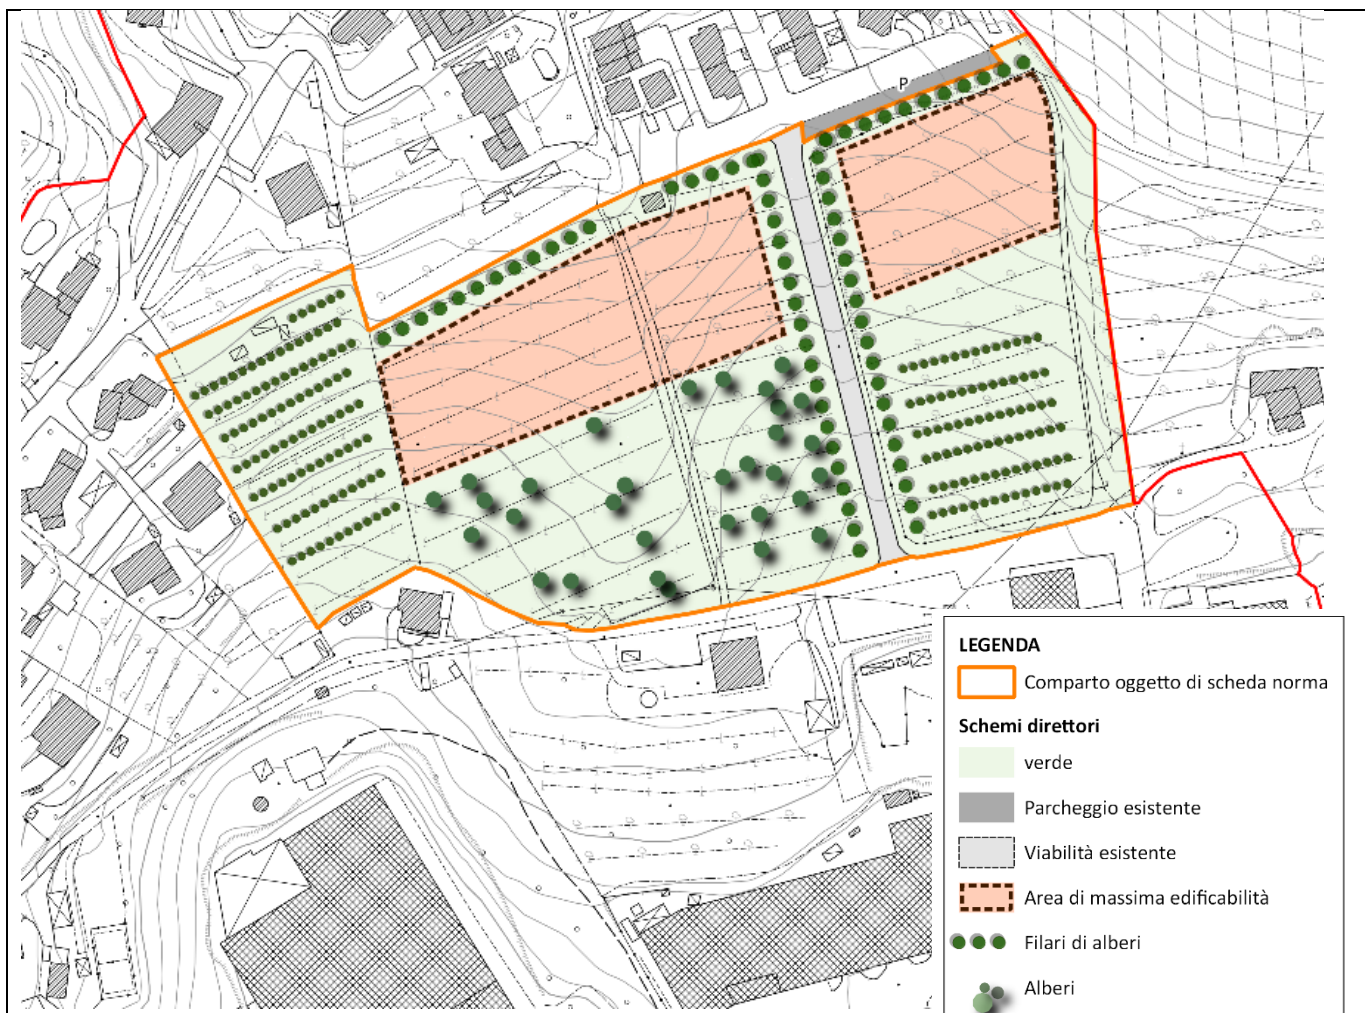 P
LEGENDA
Comparto oggetto di scheda norma
Schemi direttori
verde
Parcheggio esistente
Viabilità esistente
Area di massima edificabilità
Filari di alberi
Alberi